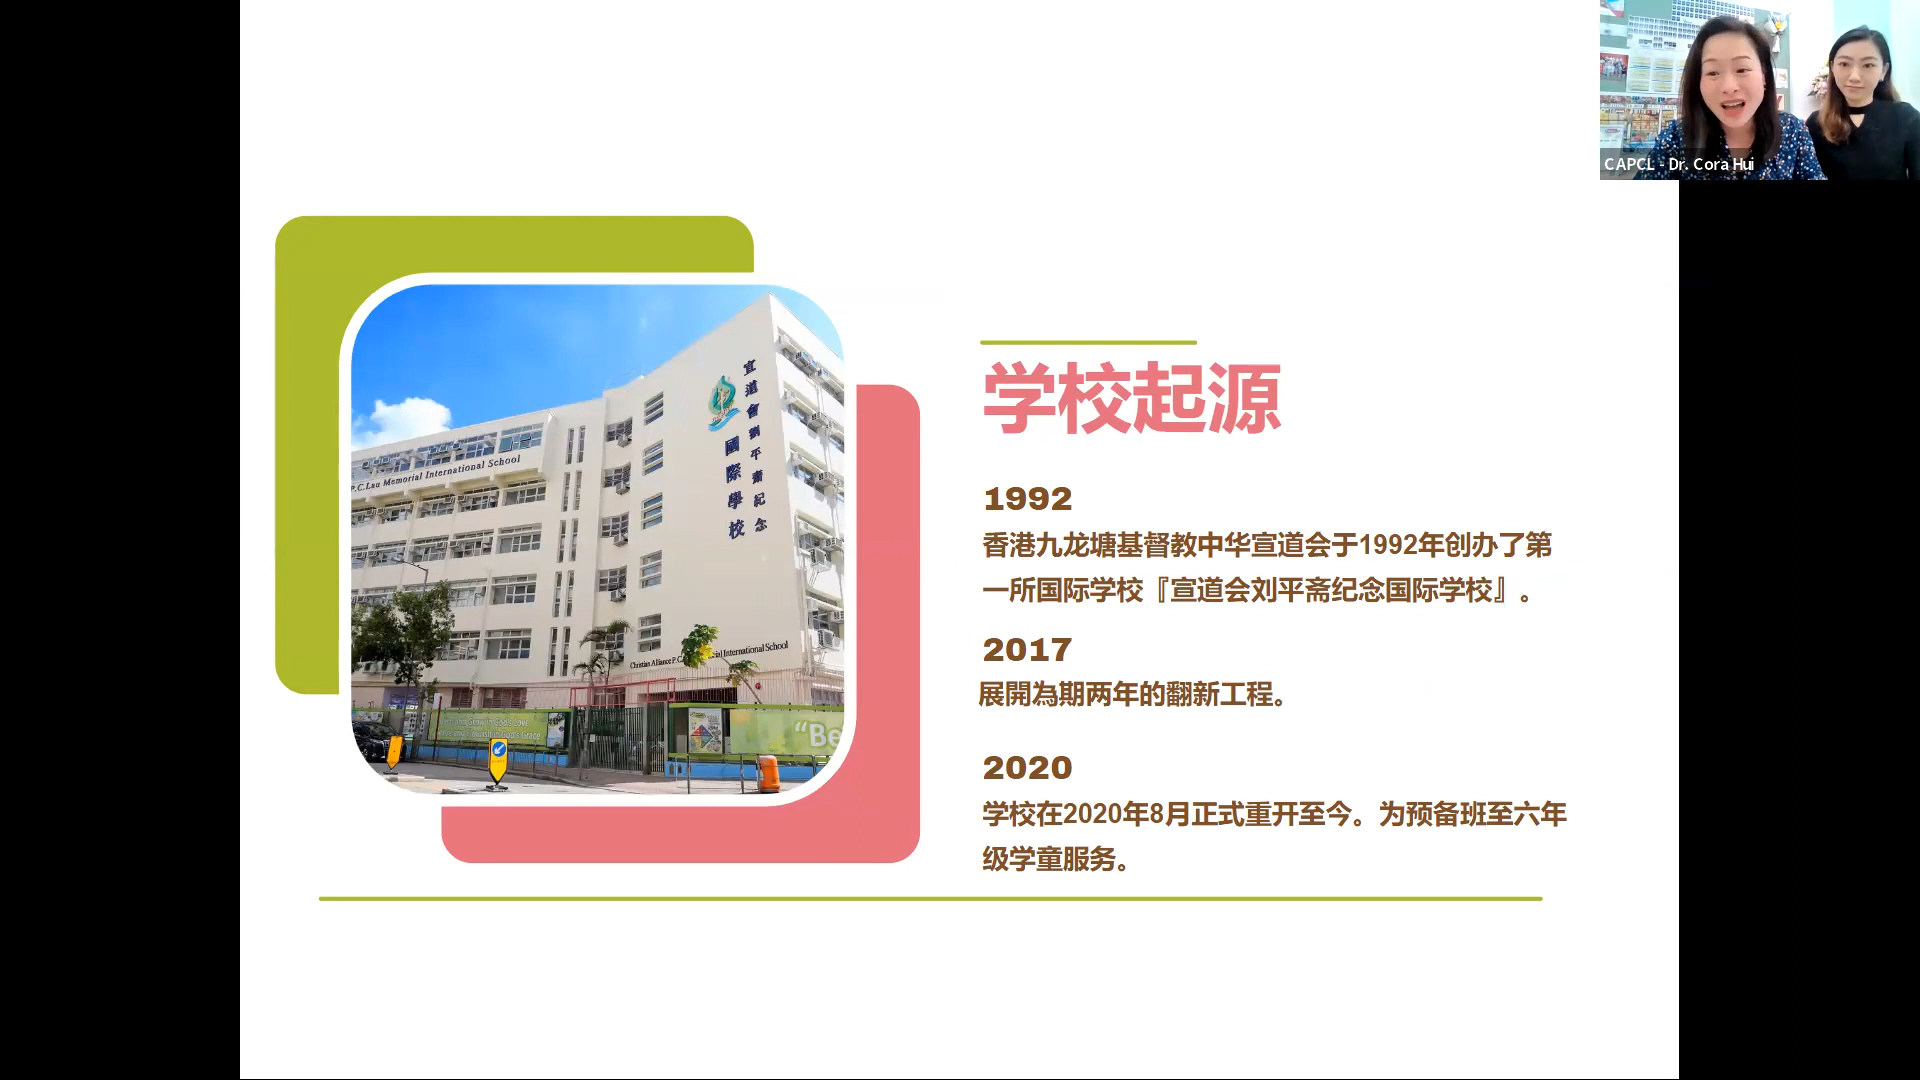 CAPCL - Dr. Cora Hui
宣道會劉平齋紀念
國際學校
P.C.Lau Memorial International School
Christian Alliance P.C. International School
"Be
学校起源
1992
香港九龙塘基督教中华宣道会于1992年创办了第
一所国际学校『宣道会刘平斋纪念国际学校』。
2017
展開為期两年的翻新工程。
2020
学校在2020年8月正式重开至今。为预备班至六年
级学童服务。